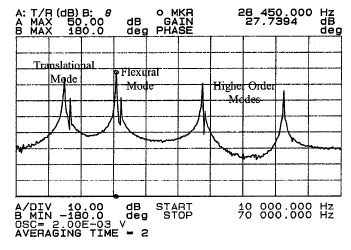 A: T/R (dB) B: θ o MKR 28 450.000 Hz
A MAX 50.00 dB GAIN 27.7394 dB
B MAX 180.0 deg PHASE deg
Translational
Mode
Flexural
Mode
Higher Order
Modes
A/DIV 10.00 dB START 10 000.000 Hz
B MIN -180.0 deg STOP 70 000.000 Hz
OSC= 2.00E-03 V
AVERAGING TIME = 2